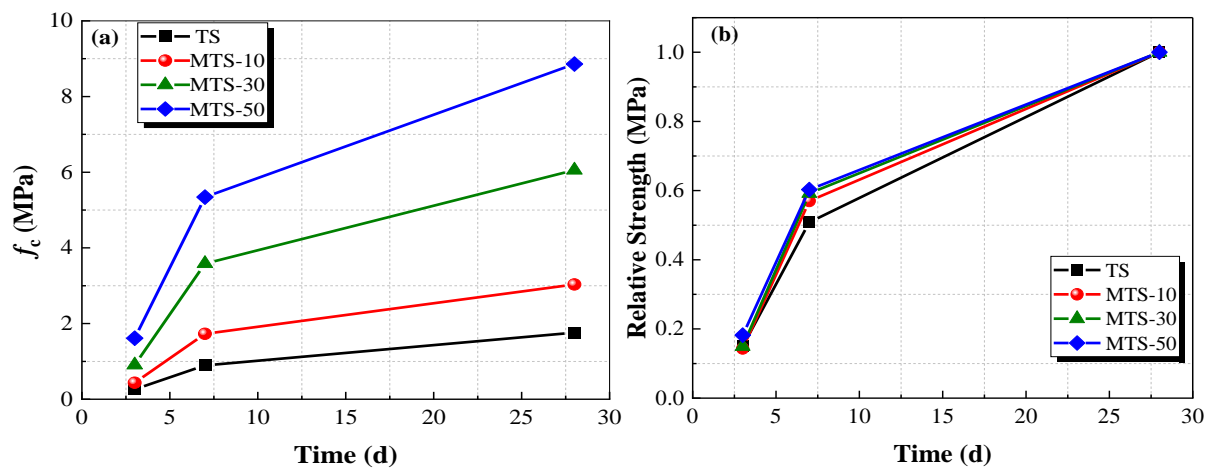 (a)
TS
MTS-10
MTS-30
MTS-50
10
8
6
4
2
0
fc (MPa)
0 5 10 15 20 25 30
Time (d)
(b)
1.0
0.8
0.6
0.4
0.2
0.0
Relative Strength (MPa)
TS
MTS-10
MTS-30
MTS-50
0 5 10 15 20 25 30
Time (d)